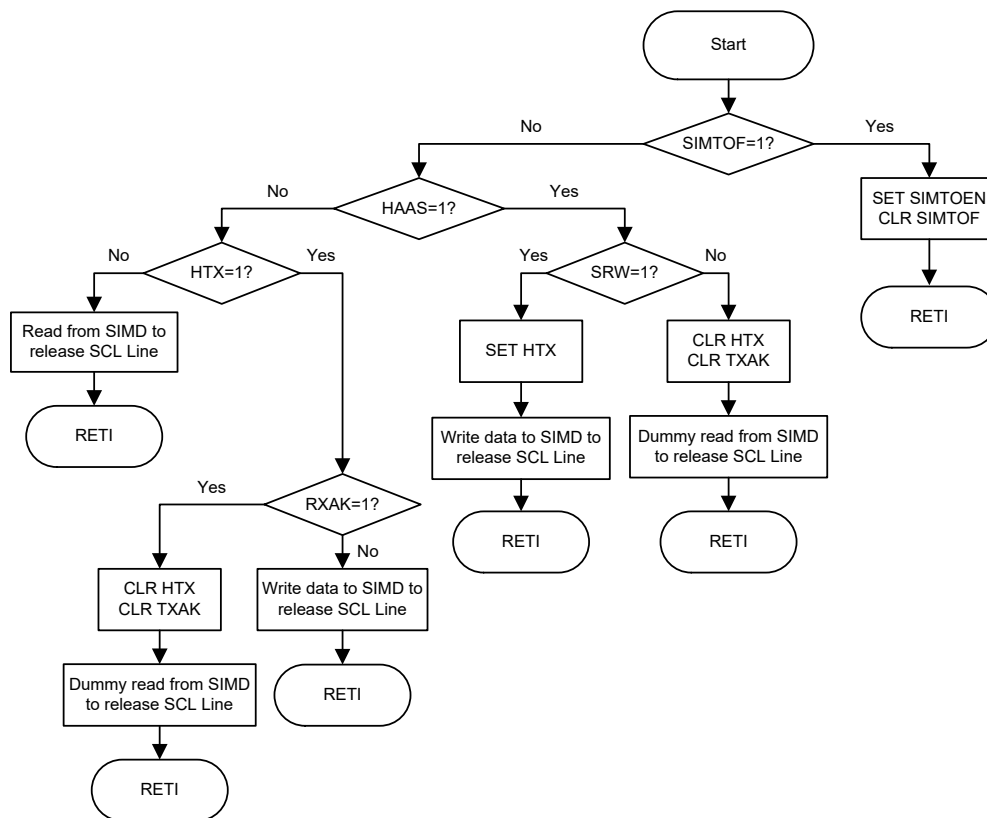 Start
No
SIMTOF=1?
Yes
No
HAAS=1?
Yes
SET SIMTOEN
CLR SIMTOF
No
HTX=1?
Yes
Yes
SRW=1?
No
RETI
Read from SIMD to
release SCL Line
SET HTX
CLR HTX
CLR TXAK
RETI
Write data to SIMD to
release SCL Line
Dummy read from SIMD
to release SCL Line
Yes
RXAK=1?
RETI
RETI
No
CLR HTX
CLR TXAK
Write data to SIMD to
release SCL Line
Dummy read from SIMD
to release SCL Line
RETI
RETI